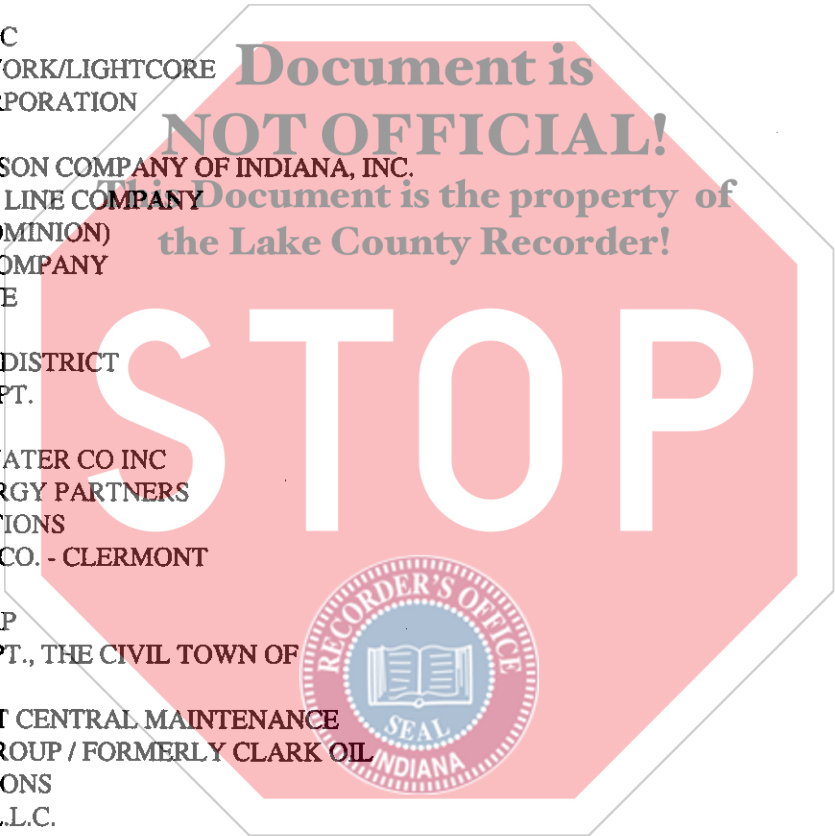 C
ORK/LIGHTCORE
Document is
RPORATION
NOT OFFICIAL!
SON COMPANY OF INDIANA, INC.
This Document is the property of
LINE COMPANY
OMINION)
the Lake County Recorder!
OMPANY
E
STOP
DISTRICT
PT.
ATER CO INC
RGY PARTNERS
TIONS
CO. - CLERMONT
P
PT., THE CIVIL TOWN OF
RECORDER'S OFFICE
SEAL
INDIANA
T CENTRAL MAINTENANCE
ROUP / FORMERLY CLARK OIL
ONS
L.L.C.